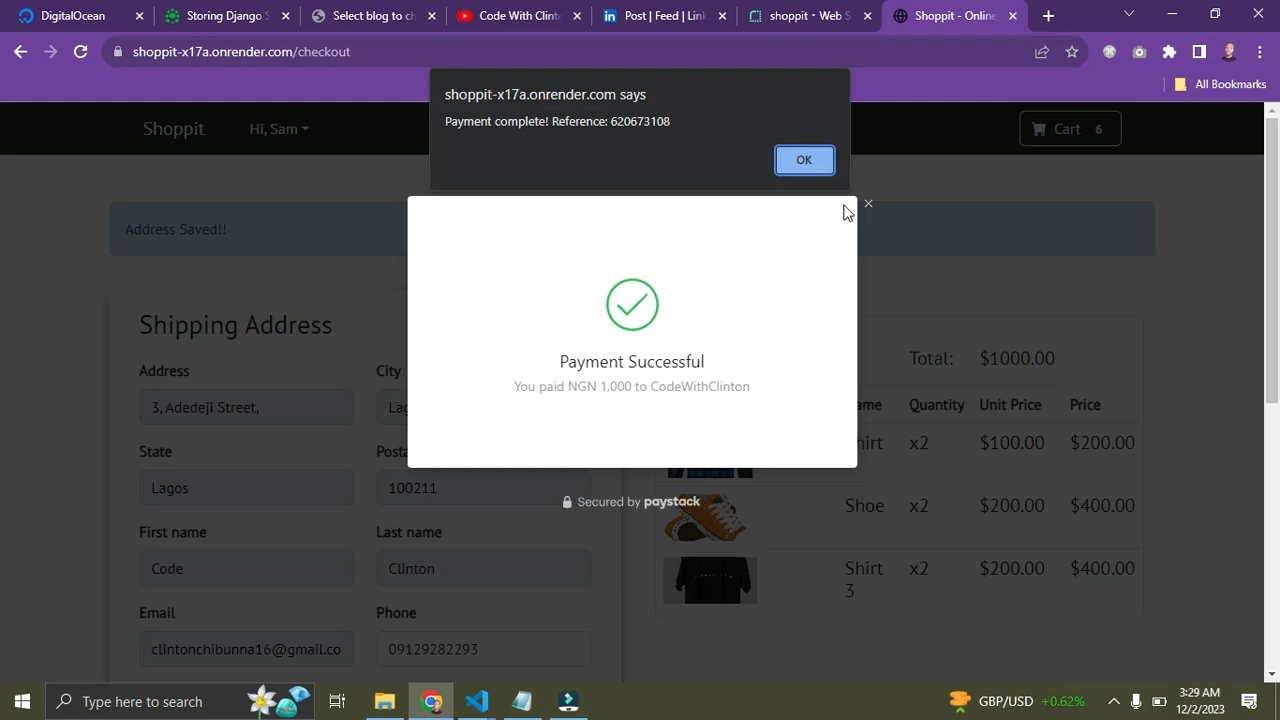 DigitalOcean
Storing Django S
Select blog to ch
Code With Clint
Post | Feed | Link
shoppit · Web S
Shoppit - Online
shoppit-x17a.onrender.com/checkout
All Bookmarks
shoppit-x17a.onrender.com says
Payment complete! Reference: 620673108
OK
Shoppit
Hi, Sam
Cart 6
Address Saved!!
Payment Successful
You paid NGN 1,000 to CodeWithClinton
Secured by paystack
Shipping Address
Address
City
3, Adedeji Street,
Lag
State
Posta
Lagos
100211
First name
Last name
Code
Clinton
Email
Phone
clintonchibunna16@gmail.co
09129282293
Total: $1000.00
ame Quantity Unit Price Price
hirt x2 $100.00 $200.00
Shoe x2 $200.00 $400.00
Shirt x2 $200.00 $400.00
3
Type here to search
GBP/USD +0.62%
3:29 AM
12/2/2023